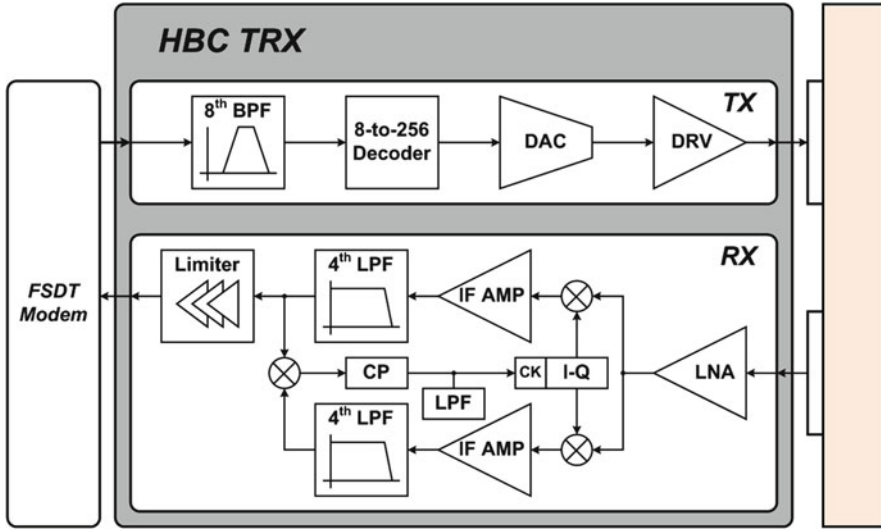 HBC TRX
TX
8th BPF
8-to-256
Decoder
DAC
DRV
FSDT
Modem
RX
Limiter
4th LPF
IF AMP
CP
LPF
CK
I-Q
LNA
4th LPF
IF AMP